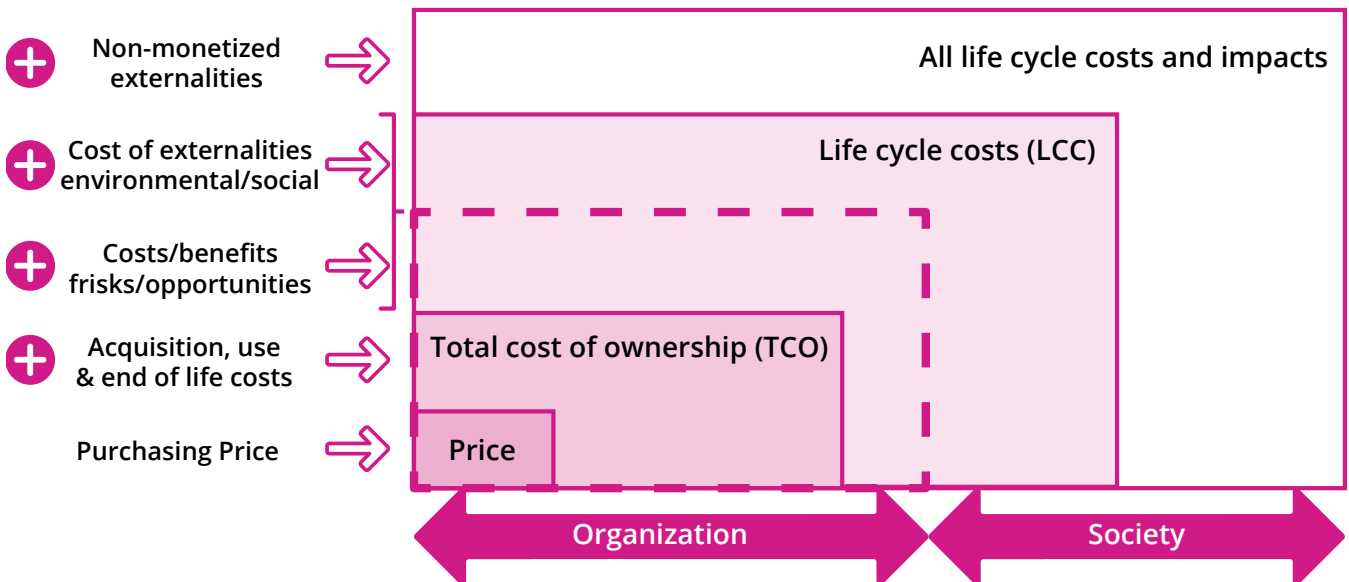 Non-monetized
externalities
All life cycle costs and impacts
Cost of externalities
environmental/social
Life cycle costs (LCC)
Costs/benefits
frisks/opportunities
Acquisition, use
& end of life costs
Total cost of ownership (TCO)
Purchasing Price
Price
Organization
Society